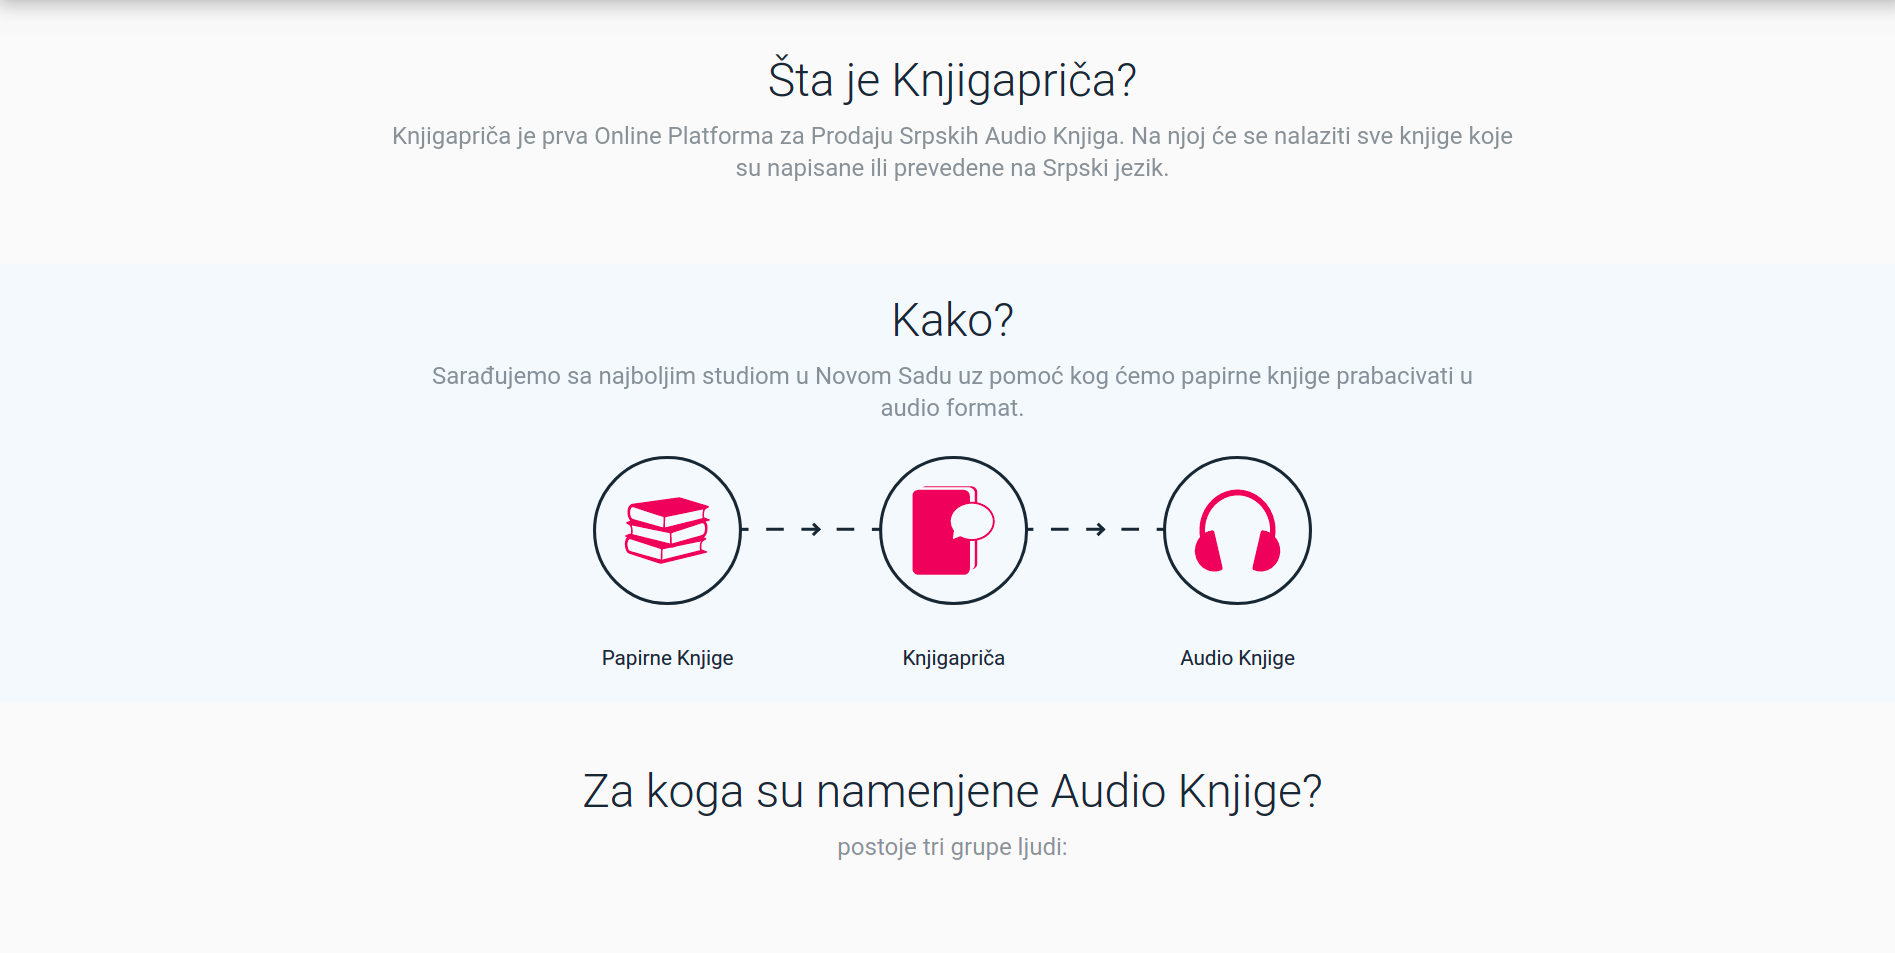 Šta je Knjigapriča?
Knjigapriča je prva Online Platforma za Prodaju Srpskih Audio Knjiga. Na njoj će se nalaziti sve knjige koje
su napisane ili prevedene na Srpski jezik.
Kako?
Sarađujemo sa najboljim studiom u Novom Sadu uz pomoć kog ćemo papirne knjige prabacivati u
audio format.
Papirne Knjige
Knjigapriča
Audio Knjige
Za koga su namenjene Audio Knjige?
postoje tri grupe ljudi: